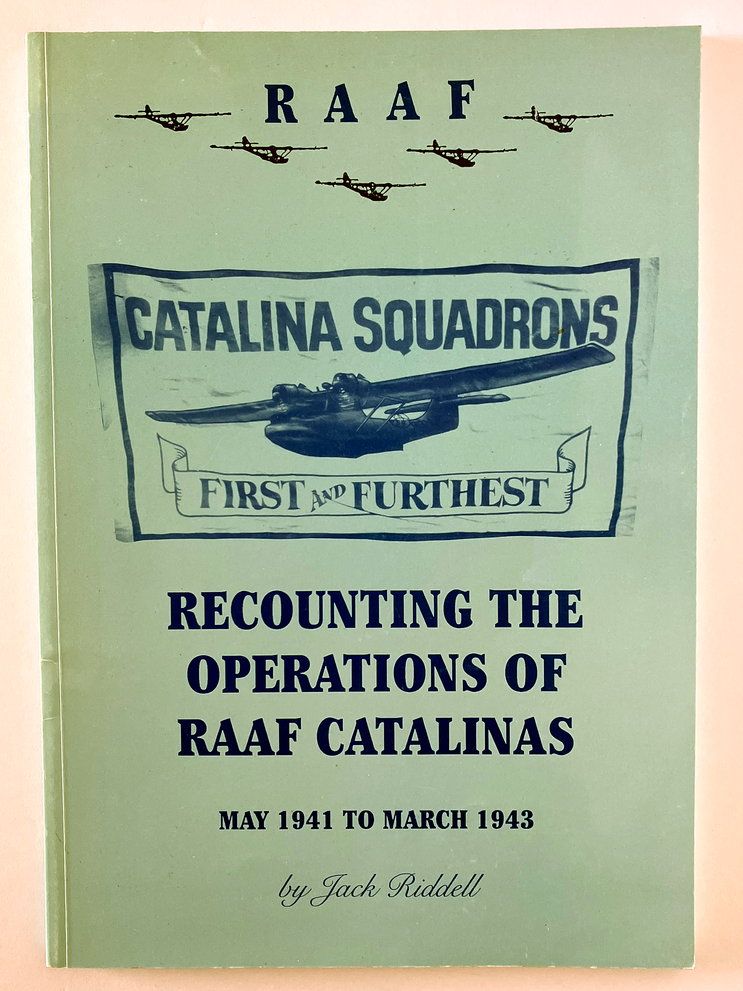 RAAF
CATALINA SQUADRONS
FIRST AND FURTHEST
RECOUNTING THE
OPERATIONS OF
RAAF CATALINAS
MAY 1941 TO MARCH 1943
by Jack Riddell